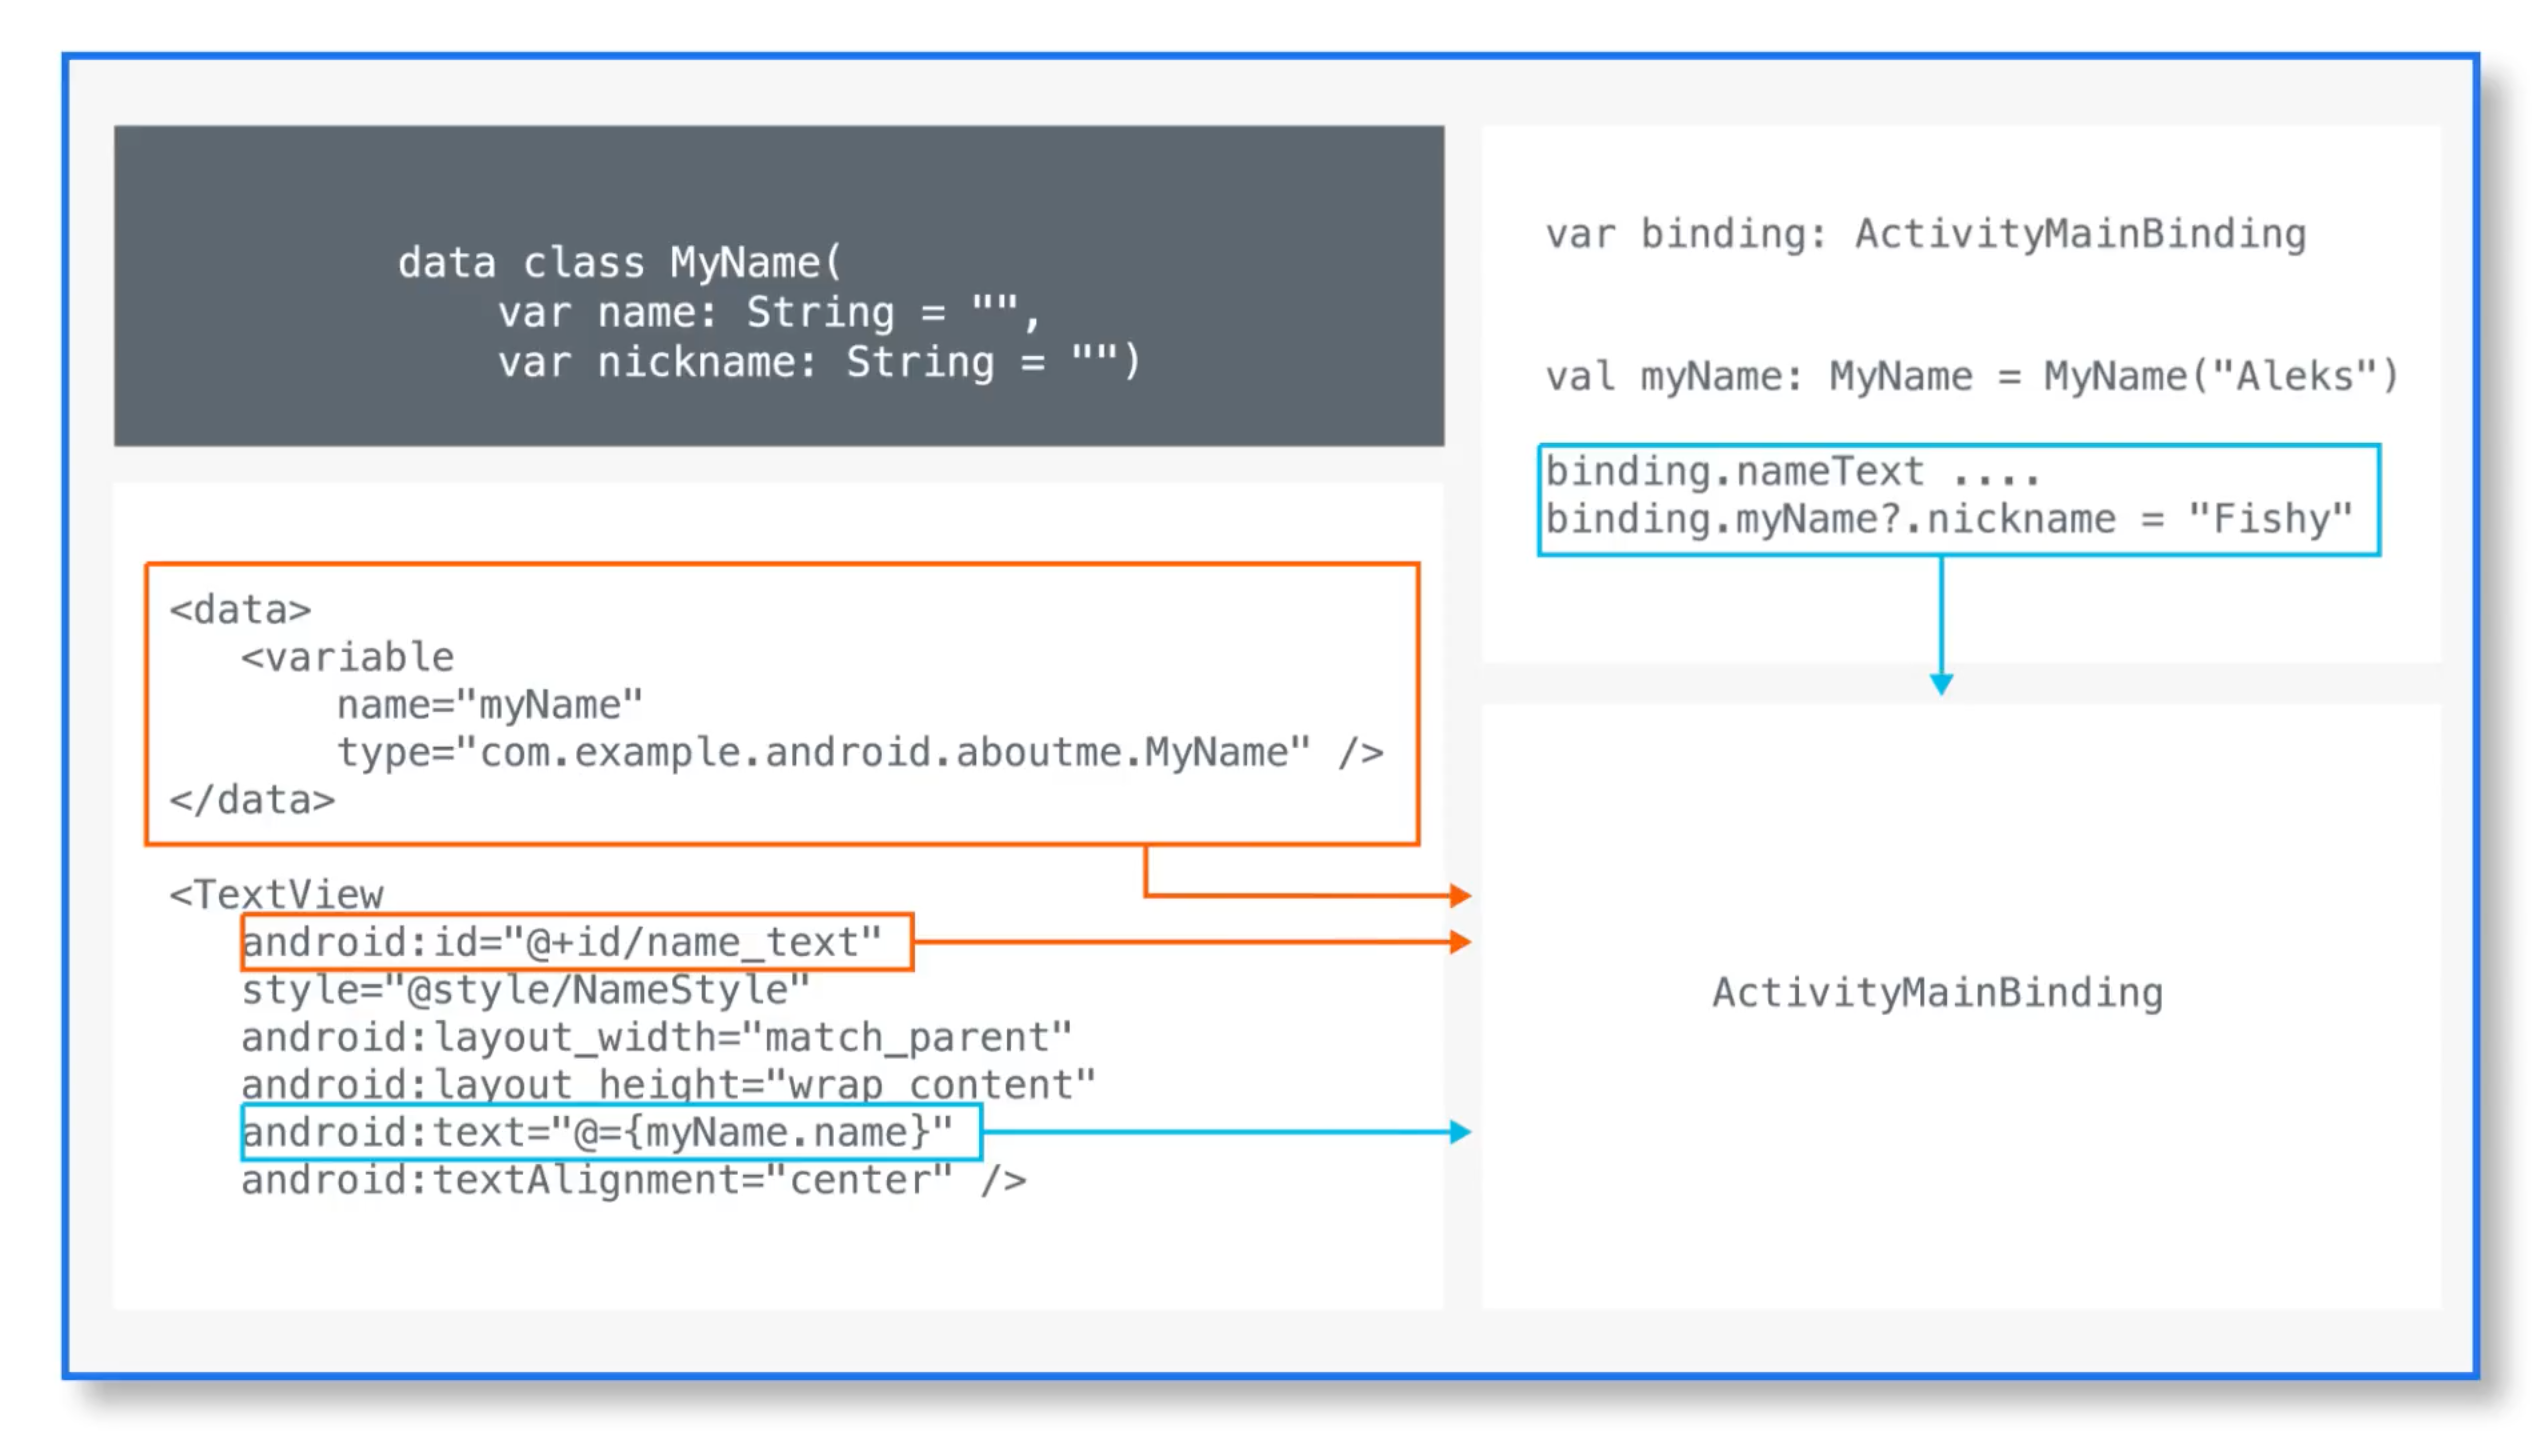 data class MyName(
    var name: String = "",
    var nickname: String = "")
<data>
   <variable
       name="myName"
       type="com.example.android.aboutme.MyName" />
</data>
<TextView
   android:id="@+id/name_text"
   style="@style/NameStyle"
   android:layout_width="match_parent"
   android:layout_height="wrap_content"
   android:text="@={myName.name}"
   android:textAlignment="center" />
var binding: ActivityMainBinding
val myName: MyName = MyName("Aleks")
binding.nameText ....
binding.myName?.nickname = "Fishy"
ActivityMainBinding